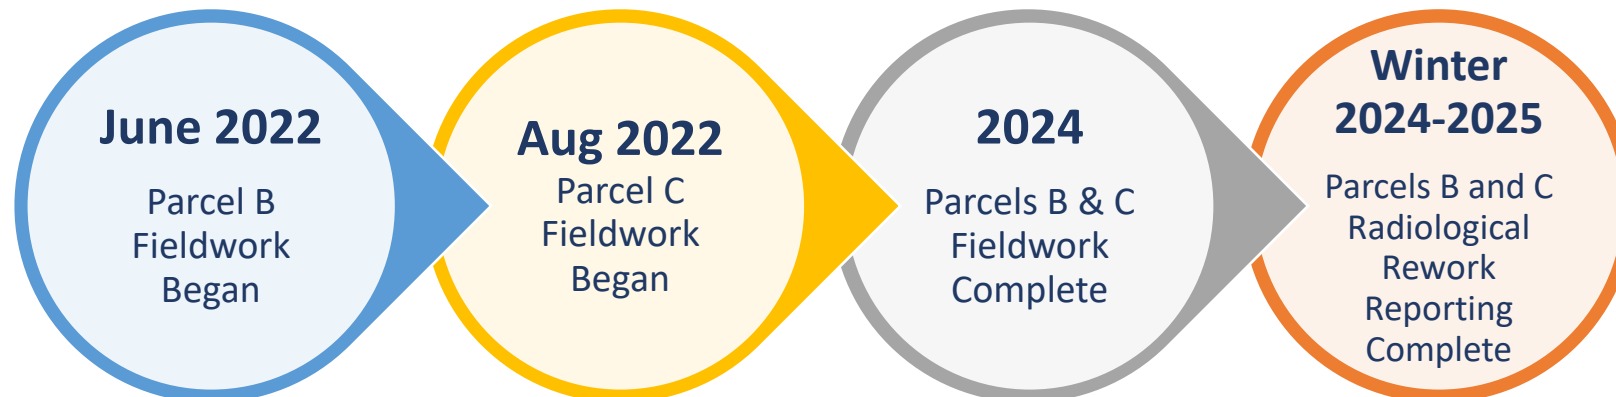 June 2022
Parcel B
Fieldwork
Began
Aug 2022
Parcel C
Fieldwork
Began
2024
Parcels B & C
Fieldwork
Complete
Winter
2024-2025
Parcels B and C
Radiological
Rework
Reporting
Complete